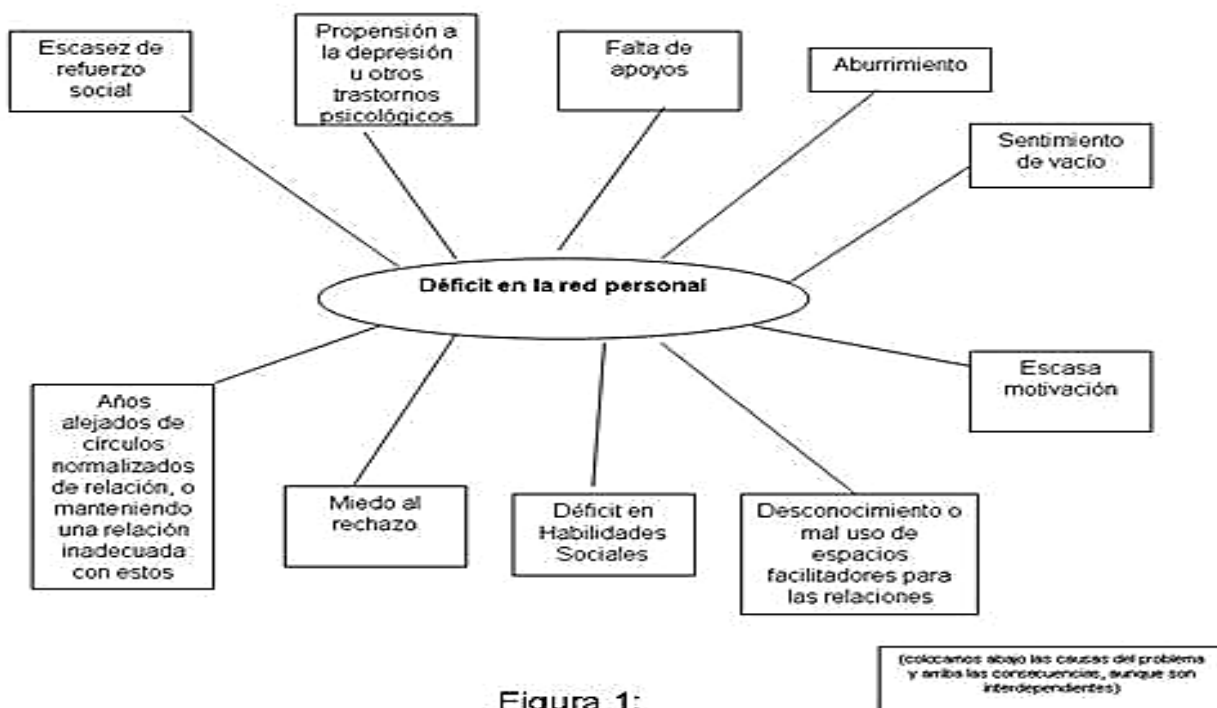 Escasez de
refuerzo
social
Propensión a
la depresión
u otros
trastornos
psicológicos
Falta de
apoyos
Aburrimiento
Sentimiento
de vacío
Déficit en la red personal
Escasa
motivación
Años
alejados de
círculos
normalizados
de relación, o
manteniendo
una relación
inadecuada
con estos
Miedo al
rechazo
Déficit en
Habilidades
Sociales
Desconocimiento o
mal uso de
espacios
facilitadores para
las relaciones
(colocamos abajo las causas del problema
y arriba las consecuencias, aunque son
interdependientes)
Figura 1: